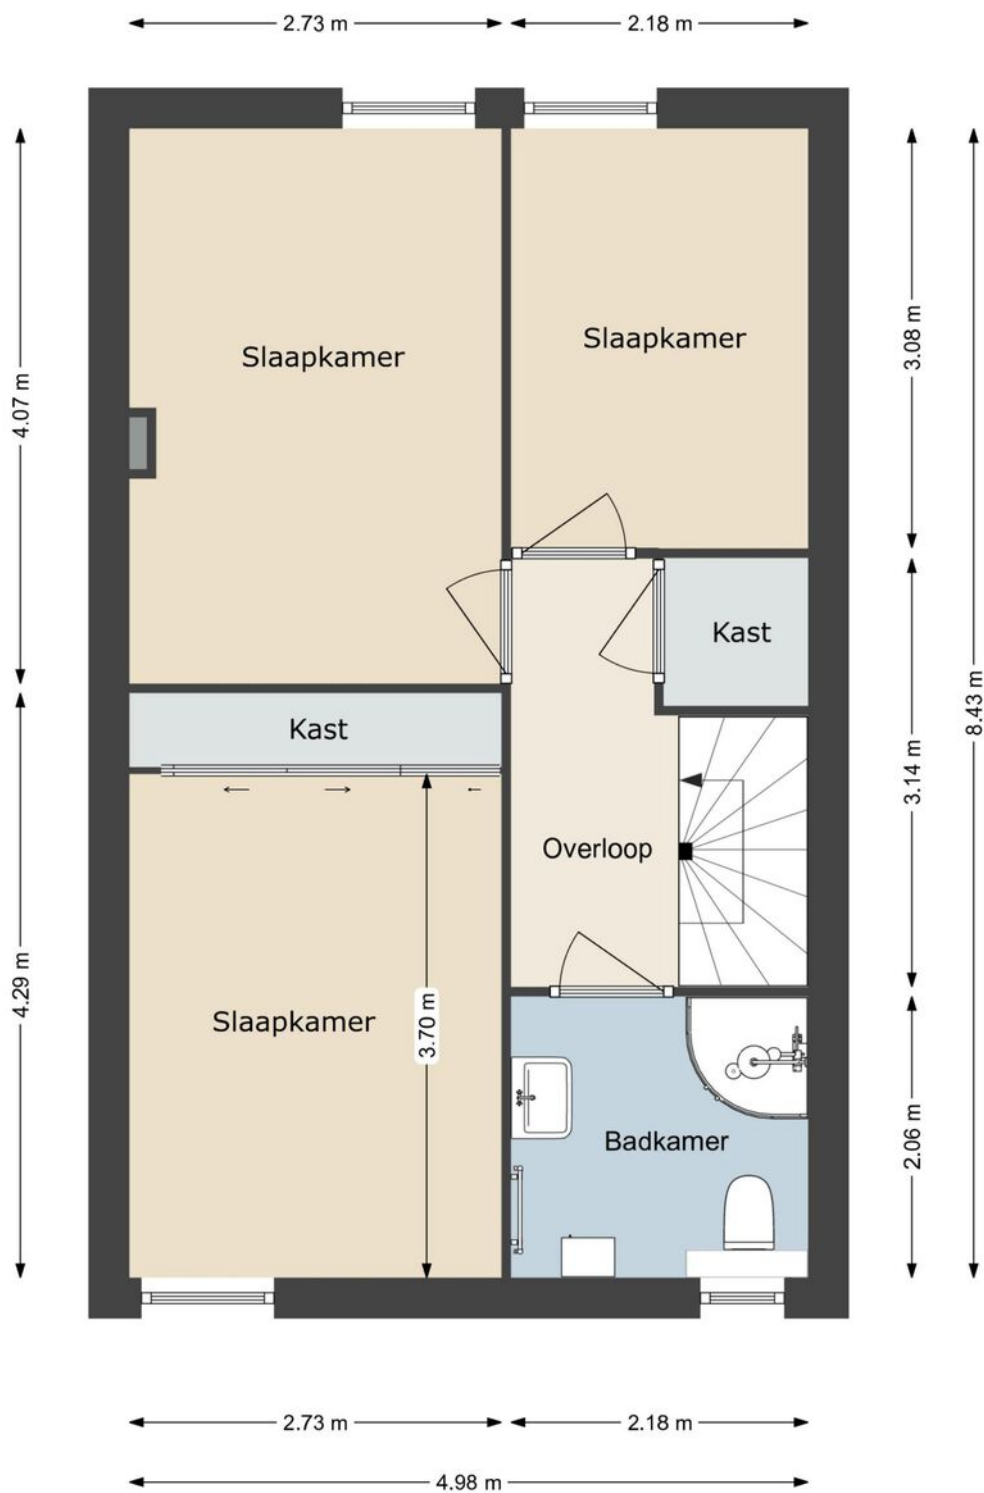 2.73 m
2.18 m
Slaapkamer
Slaapkamer
4.07 m
3.08 m
Kast
Kast
8.43 m
3.14 m
Overloop
4.29 m
Slaapkamer
3.70 m
Badkamer
2.06 m
2.73 m
2.18 m
4.98 m